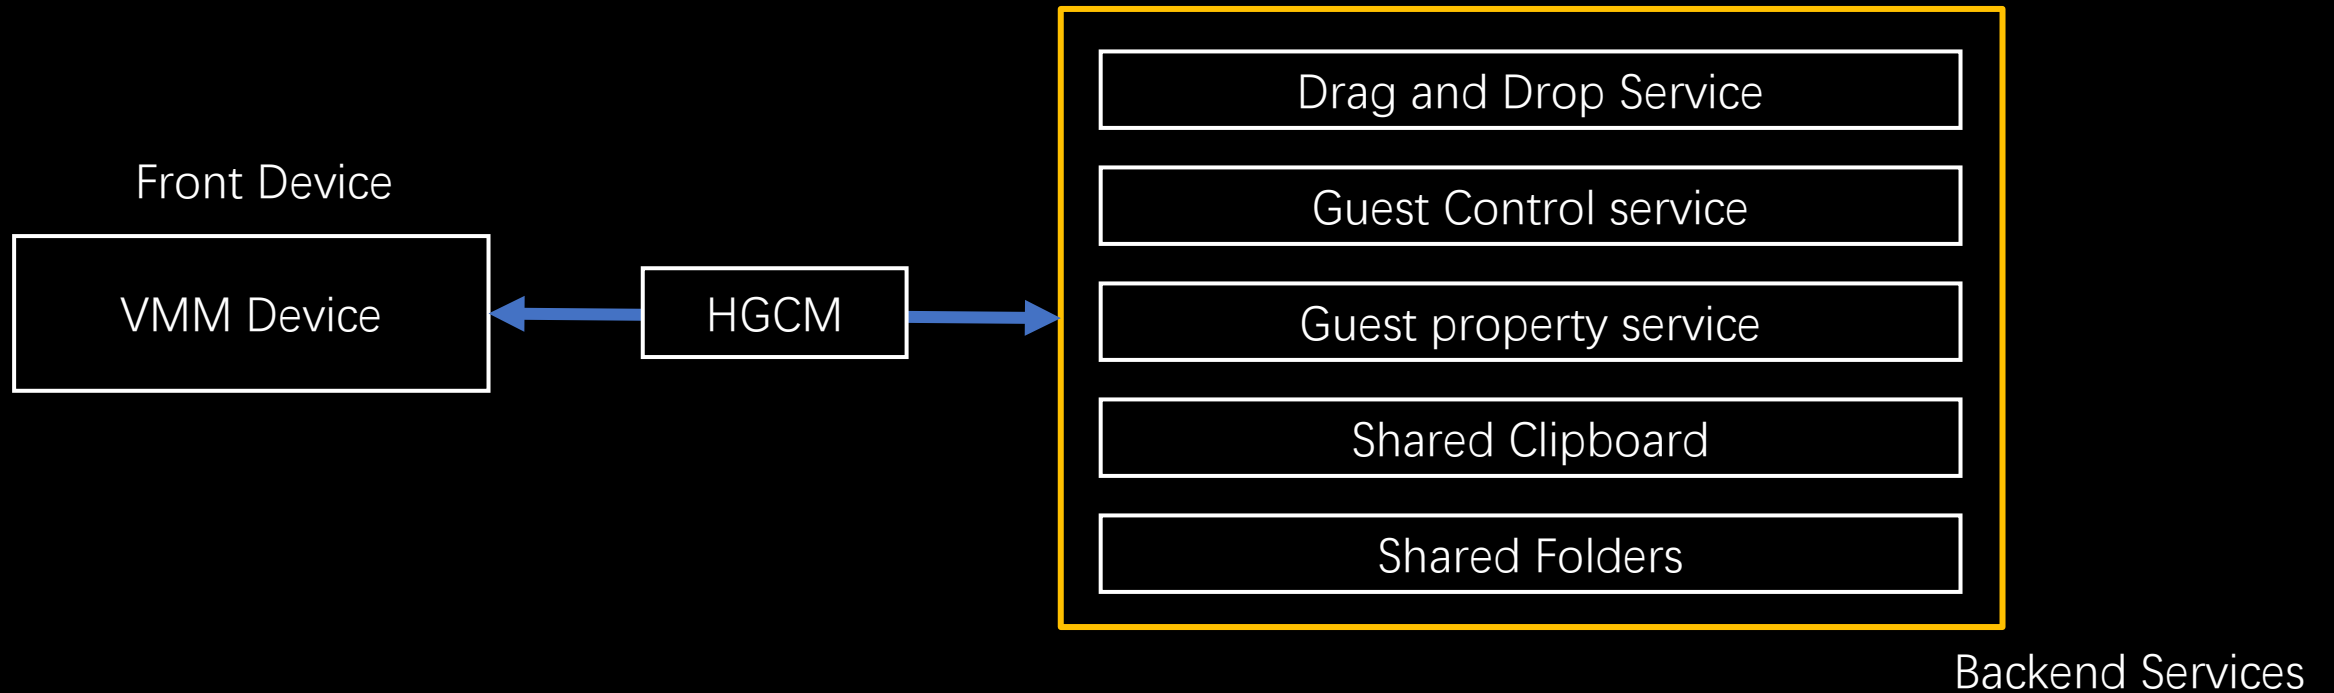 Front Device
VMM Device
HGCM
Drag and Drop Service
Guest Control service
Guest property service
Shared Clipboard
Shared Folders
Backend Services